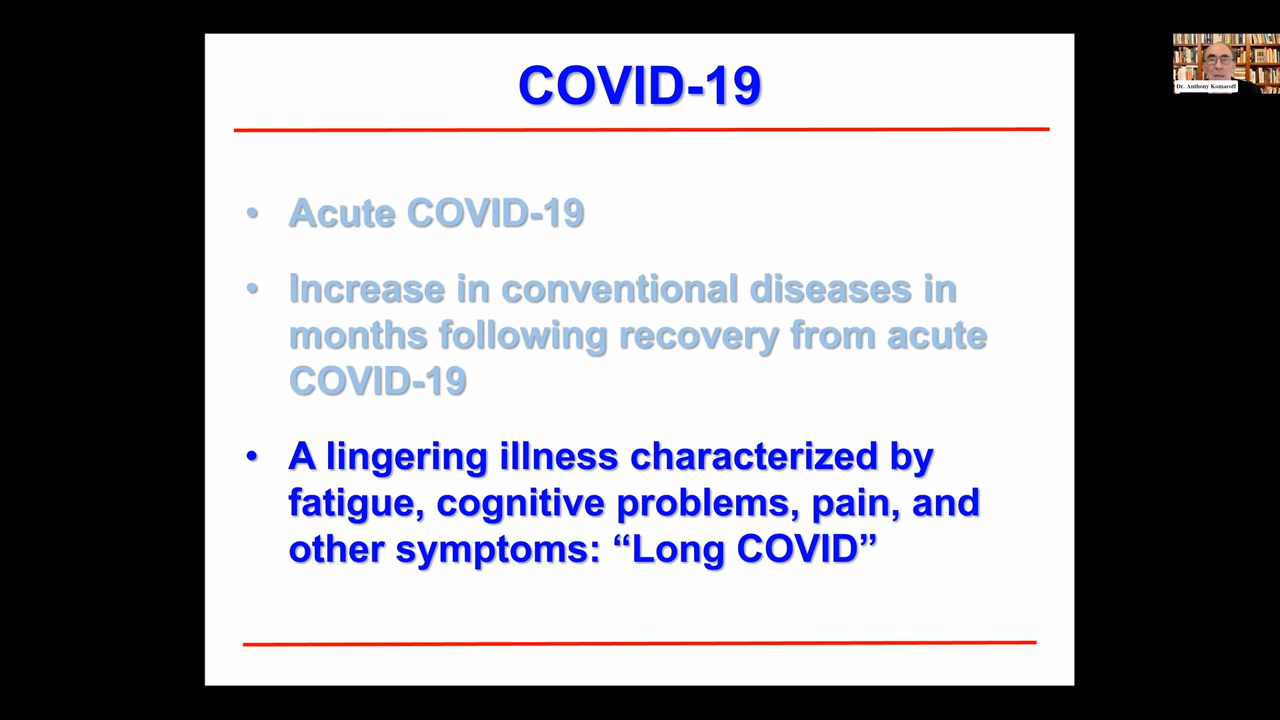 COVID-19
Dr. Anthony Komaroff
• Acute COVID-19
• Increase in conventional diseases in
months following recovery from acute
COVID-19
• A lingering illness characterized by
fatigue, cognitive problems, pain, and
other symptoms: “Long COVID”